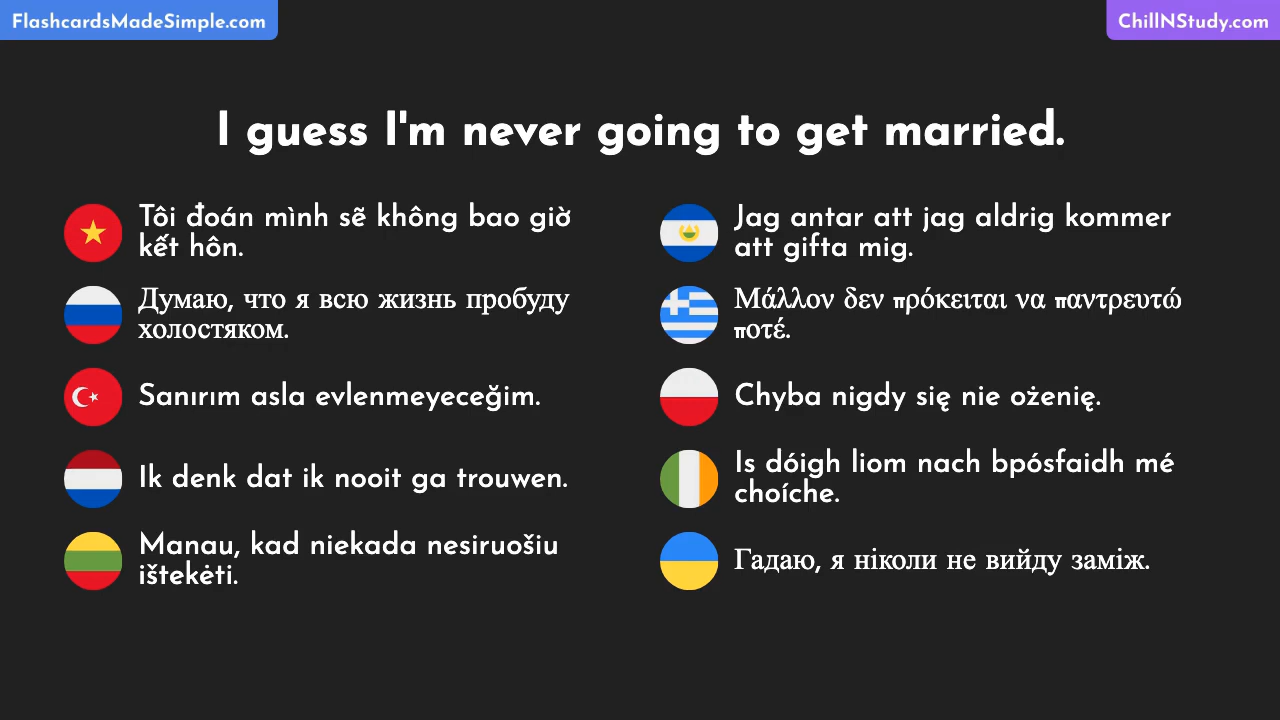 FlashcardsMadeSimple.com
ChillNStudy.com
I guess I'm never going to get married.
Tôi đoán mình sẽ không bao giờ
kết hôn.
Думаю, что я всю жизнь пробуду
холостяком.
Sanırım asla evlenmeyeceğim.
Ik denk dat ik nooit ga trouwen.
Manau, kad niekada nesiruošiu
ištekėti.
Jag antar att jag aldrig kommer
att gifta mig.
Μάλλον δεν πρόκειται να παντρευτώ
ποτέ.
Chyba nigdy się nie ożenię.
Is dóigh liom nach bpósfaidh mé
choíche.
Гадаю, я ніколи не вийду заміж.